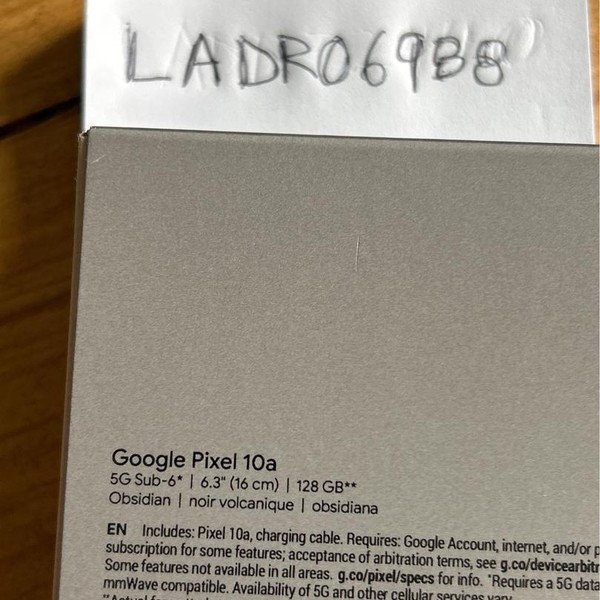 LADR06988
Google Pixel 10a
5G Sub-6* | 6.3" (16 cm) | 128 GB**
Obsidian | noir volcanique | obsidiana
EN Includes: Pixel 10a, charging cable. Requires: Google Account, internet, and/or
subscription for some features; acceptance of arbitration terms, see g.co/devicearbitr
Some features not available in all areas. g.co/pixel/specs for info. *Requires a 5G data
mmWave compatible. Availability of 5G and other cellular services vary.